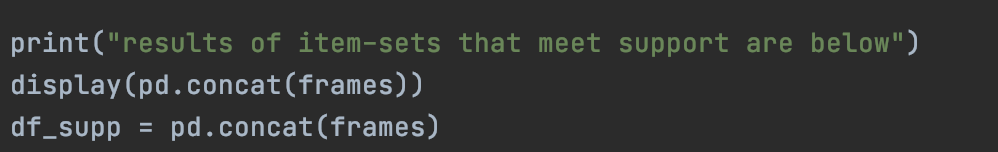 print("results of item-sets that meet support are below")
display(pd.concat(frames))
df_supp = pd.concat(frames)